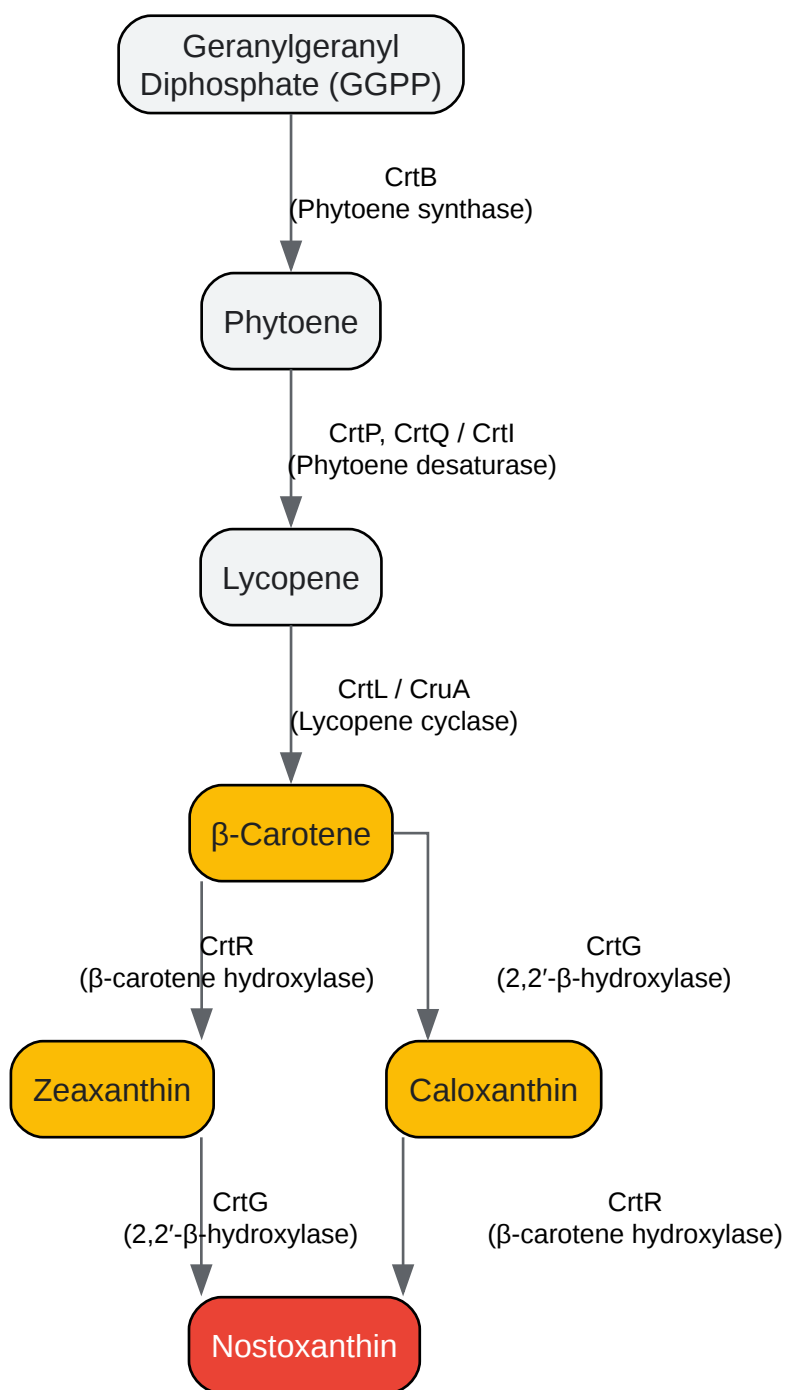 Geranylgeranyl
Diphosphate (GGPP)
CrtB
(Phytoene synthase)
Phytoene
CrtP, CrtQ / CrtI
(Phytoene desaturase)
Lycopene
CrtL / CruA
(Lycopene cyclase)
β-Carotene
CrtR
(β-carotene hydroxylase)
CrtG
(2,2′-β-hydroxylase)
Zeaxanthin
Caloxanthin
CrtG
(2,2′-β-hydroxylase)
CrtR
(β-carotene hydroxylase)
Nostoxanthin